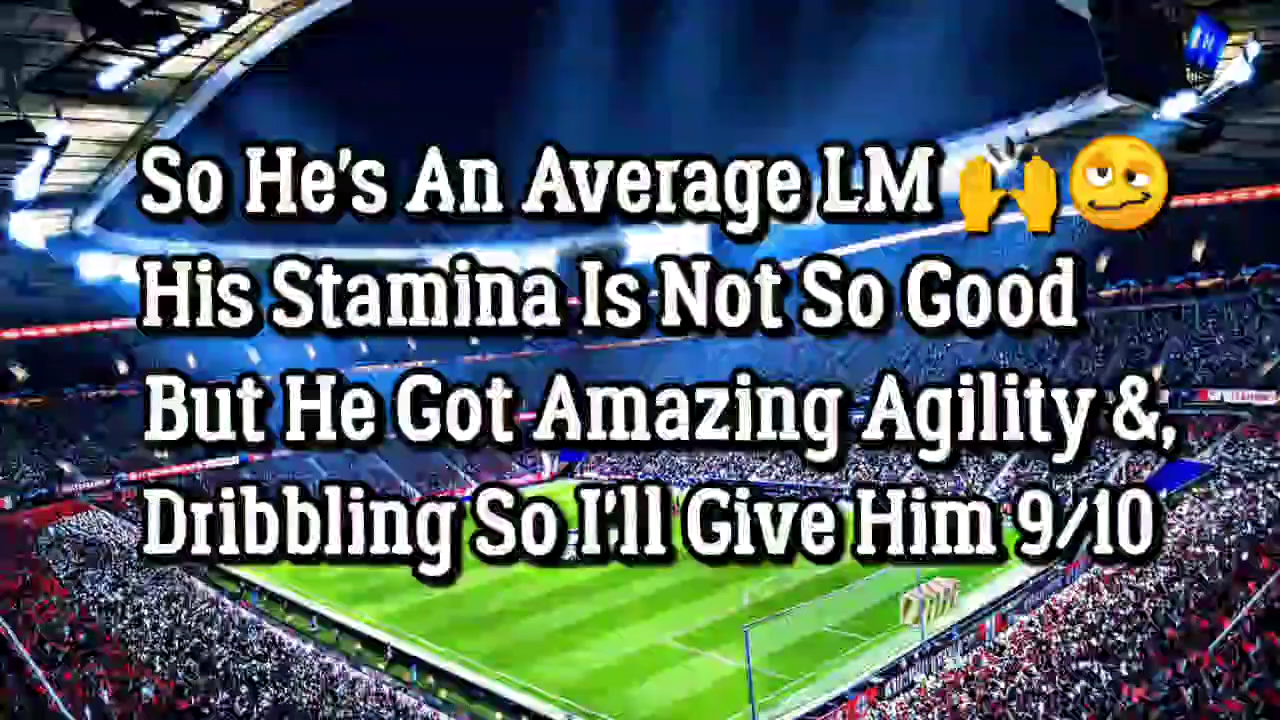 So He's An Average LM 🙌🥴
His Stamina Is Not So Good
But He Got Amazing Agility &,
Dribbling So I'll Give Him 9/10